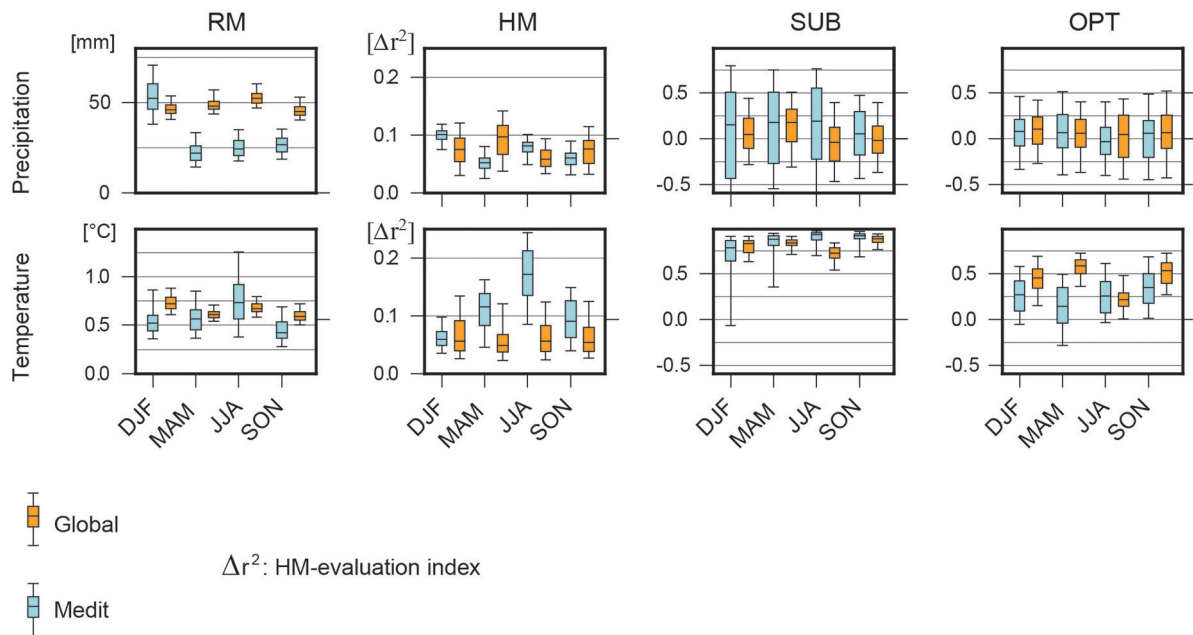 RM HM SUB OPT
[mm] [Δr²]
Precipitation
50
0
0.2
0.1
0.0
0.5
0.0
-0.5
0.5
0.0
-0.5
[°C] [Δr²]
Temperature
1.0
0.5
0.0
0.2
0.1
0.0
0.5
0.0
-0.5
0.5
0.0
-0.5
DJF MAM JJA SON DJF MAM JJA SON DJF MAM JJA SON DJF MAM JJA SON
Global
Δr²: HM-evaluation index
Medit